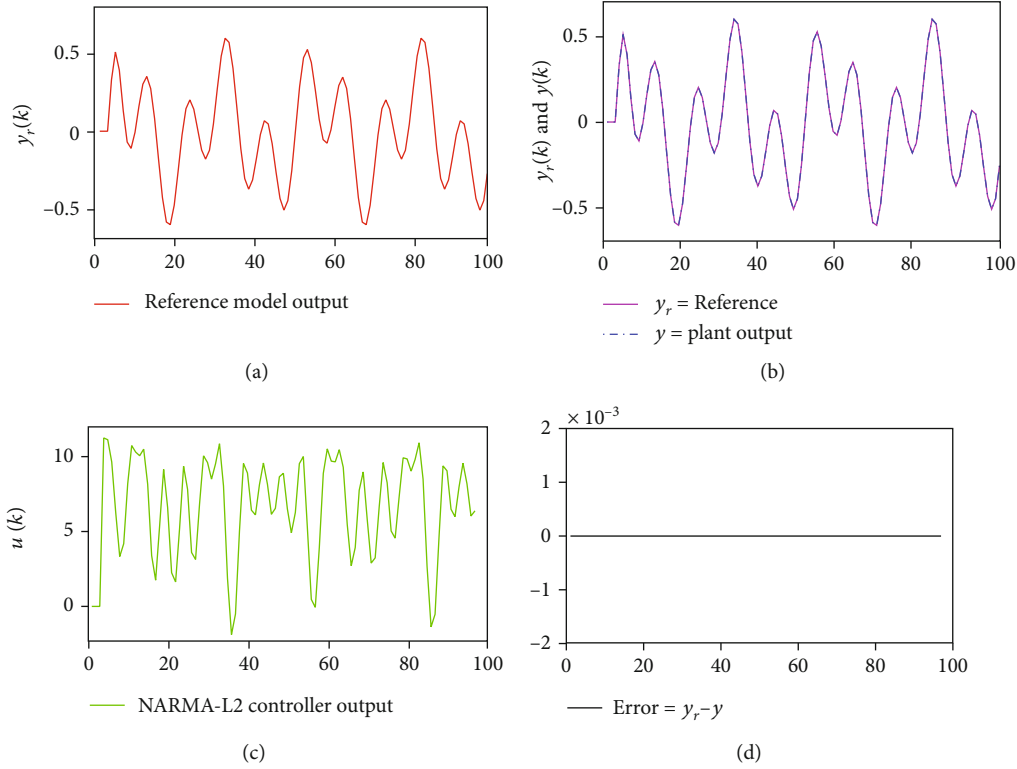 0.5
0
−0.5
y_r(k)
0 20 40 60 80 100
Reference model output
(a)
0.5
0
−0.5
y_r(k) and y(k)
0 20 40 60 80 100
y_r = Reference
y = plant output
(b)
10
5
0
u (k)
0 20 40 60 80 100
NARMA-L2 controller output
(c)
× 10⁻³
2
1
0
−1
−2
0 20 40 60 80 100
Error = y_r–y
(d)